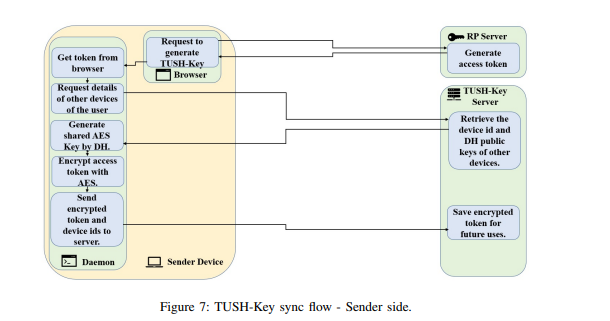 Request to
generate
TUSH-Key
Browser
RP Server
Generate
access token
Get token from
browser
Request details
of other devices
of the user
Generate
shared AES
Key by DH.
Encrypt access
token with
AES.
Send
encrypted
token and
device ids to
server.
Daemon
Sender Device
TUSH-Key
Server
Retrieve the
device id and
DH public
keys of other
devices.
Save encrypted
token for
future uses.
Figure 7: TUSH-Key sync flow - Sender side.